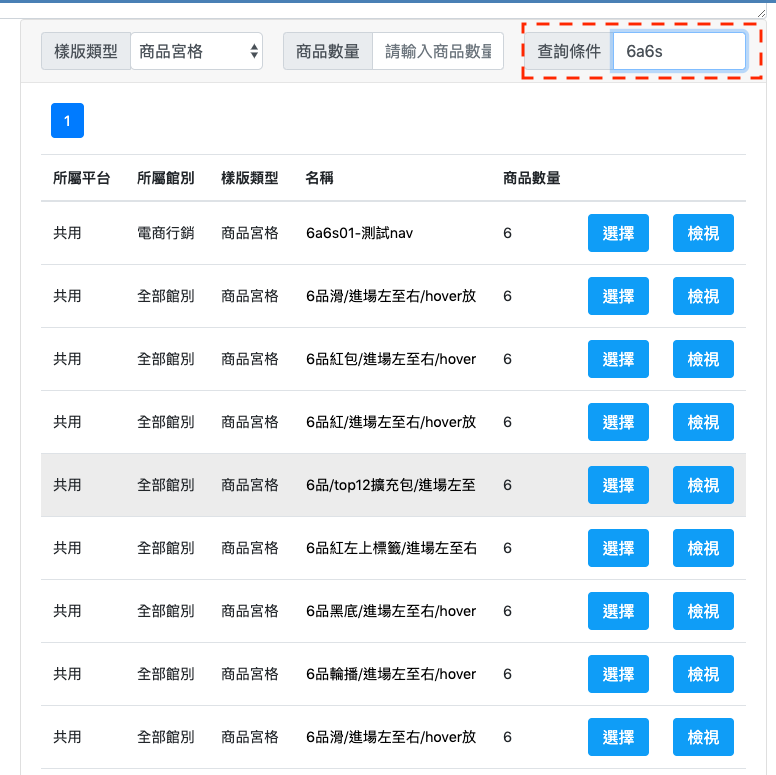 樣版類型 商品宮格 商品數量 請輸入商品數量 查詢條件 6a6s
1
所屬平台 所屬館別 樣版類型 名稱 商品數量
共用 電商行銷 商品宮格 6a6s01-測試nav 6 選擇 檢視
共用 全部館別 商品宮格 6品滑/進場左至右/hover放 6 選擇 檢視
共用 全部館別 商品宮格 6品紅包/進場左至右/hover 6 選擇 檢視
共用 全部館別 商品宮格 6品紅/進場左至右/hover放 6 選擇 檢視
共用 全部館別 商品宮格 6品/top12擴充包/進場左至 6 選擇 檢視
共用 全部館別 商品宮格 6品紅左上標籤/進場左至右 6 選擇 檢視
共用 全部館別 商品宮格 6品黑底/進場左至右/hover 6 選擇 檢視
共用 全部館別 商品宮格 6品輪播/進場左至右/hover 6 選擇 檢視
共用 全部館別 商品宮格 6品滑/進場左至右/hover放 6 選擇 檢視